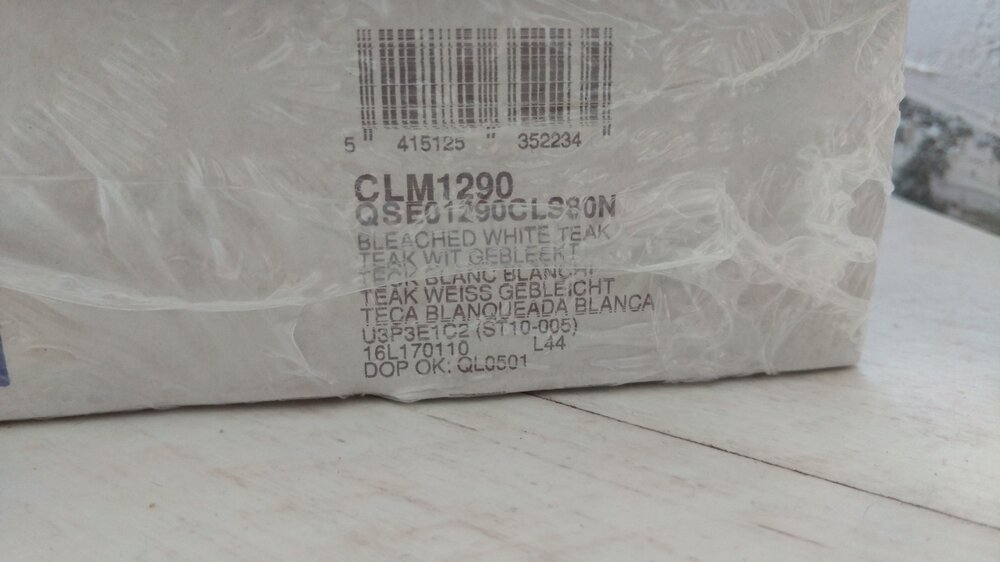 5 415125 352234
CLM1290
QSE01290CLS80N
BLEACHED WHITE TEAK
TEAK WIT GEBLEEKT
TECK BLANC BLANCHI
TEAK WEISS GEBLEICHT
TECA BLANQUEADA BLANCA
U3P3E1C2 (ST10-005)
16L170110 L44
DOP OK: QL0501